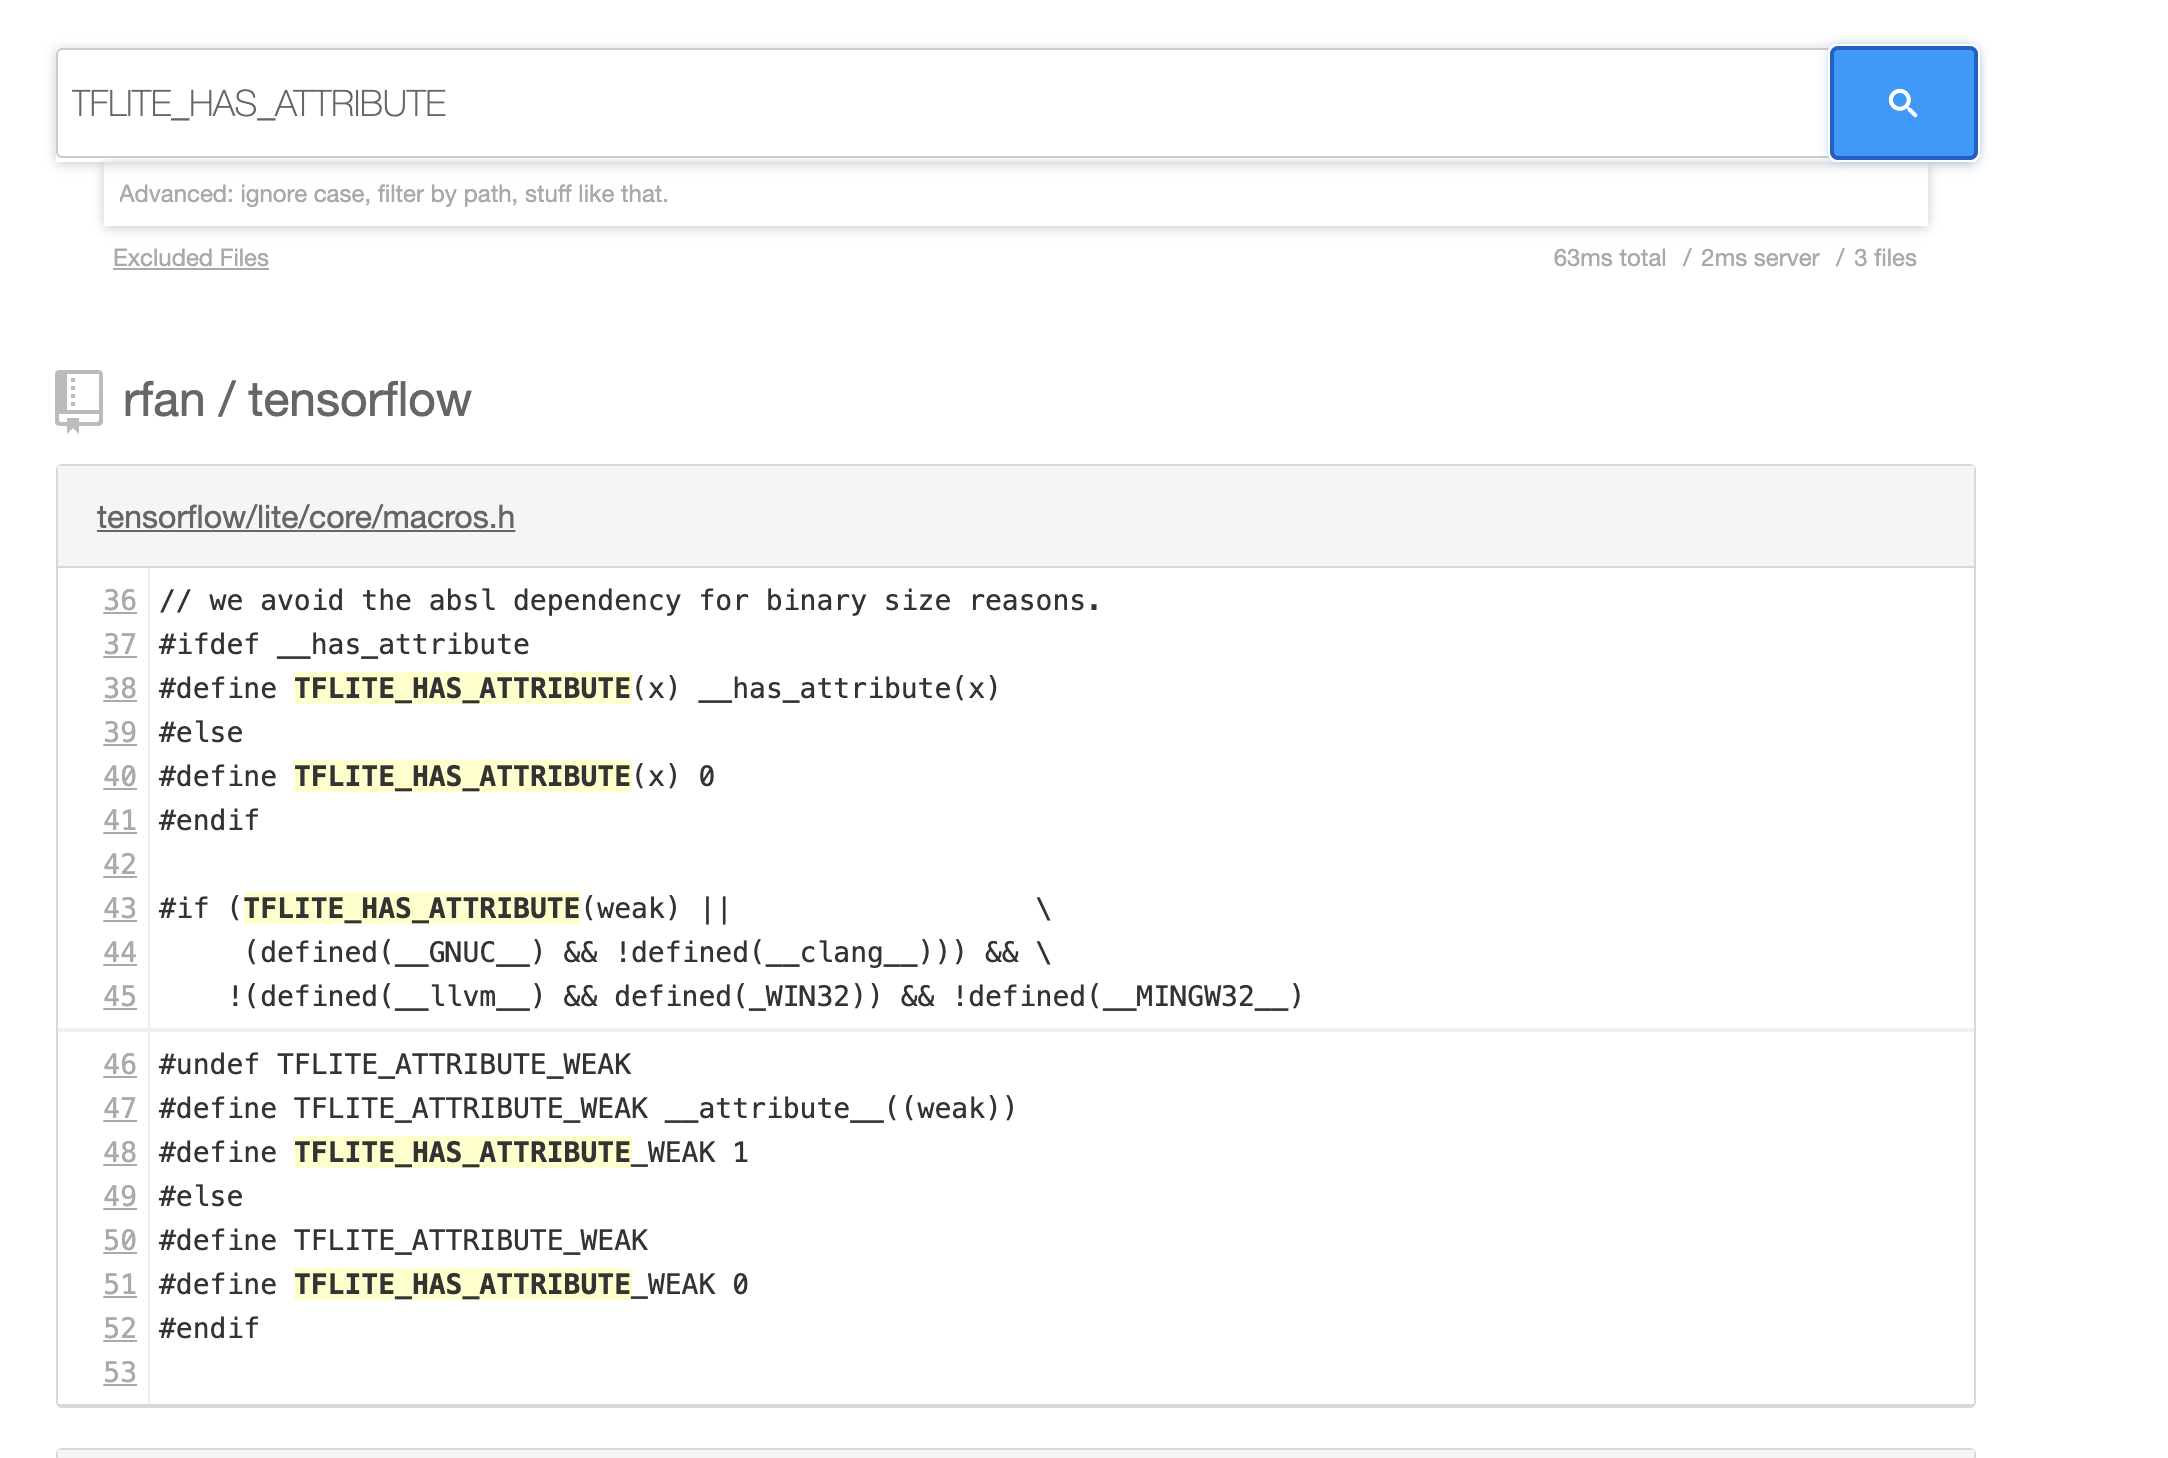 TFLITE_HAS_ATTRIBUTE
Advanced: ignore case, filter by path, stuff like that.
Excluded Files 63ms total / 2ms server / 3 files
rfan / tensorflow
tensorflow/lite/core/macros.h
36 // we avoid the absl dependency for binary size reasons.
37 #ifdef __has_attribute
38 #define TFLITE_HAS_ATTRIBUTE(x) __has_attribute(x)
39 #else
40 #define TFLITE_HAS_ATTRIBUTE(x) 0
41 #endif
42
43 #if (TFLITE_HAS_ATTRIBUTE(weak) ||                  \
44      (defined(__GNUC__) && !defined(__clang__))) && \
45     !(defined(__llvm__) && defined(_WIN32)) && !defined(__MINGW32__)
46 #undef TFLITE_ATTRIBUTE_WEAK
47 #define TFLITE_ATTRIBUTE_WEAK __attribute__((weak))
48 #define TFLITE_HAS_ATTRIBUTE_WEAK 1
49 #else
50 #define TFLITE_ATTRIBUTE_WEAK
51 #define TFLITE_HAS_ATTRIBUTE_WEAK 0
52 #endif
53